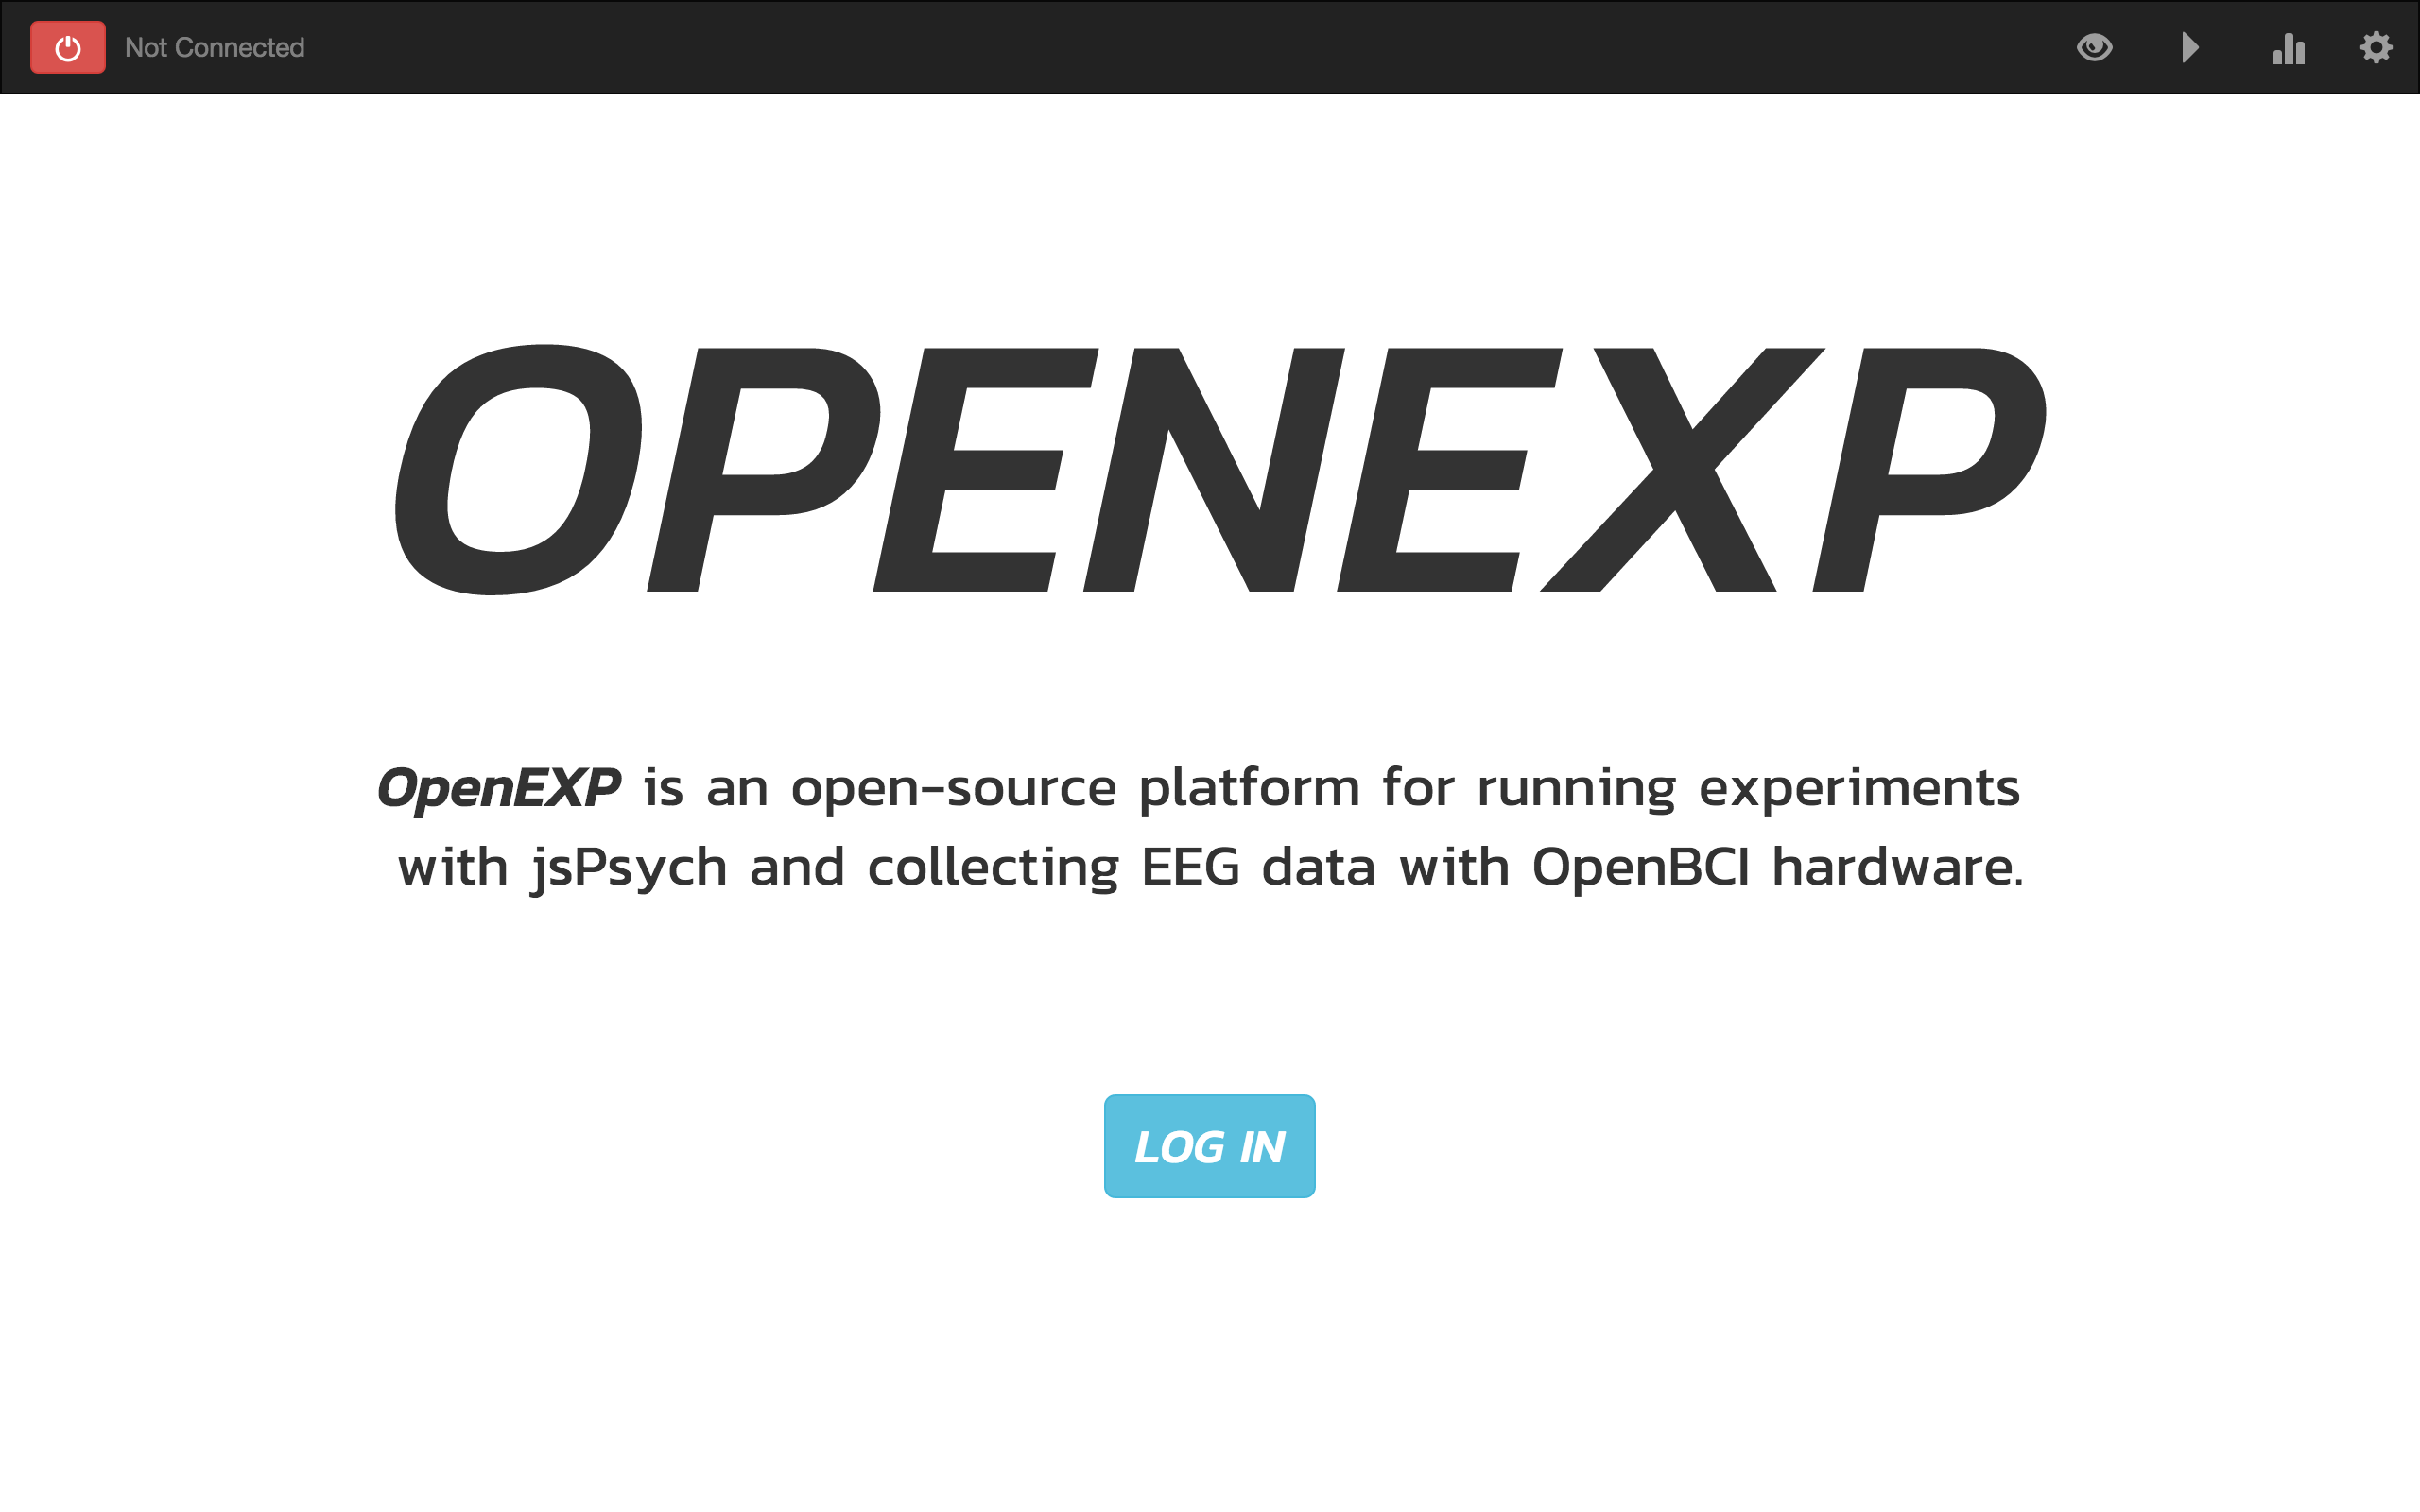 Not Connected
OPENEXP
OpenEXP is an open-source platform for running experiments
with jsPsych and collecting EEG data with OpenBCI hardware.
LOG IN